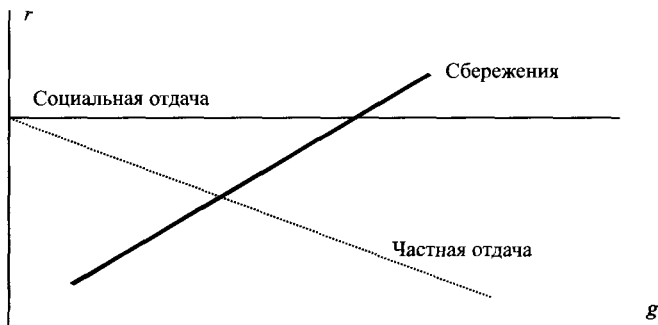 r
Сбережения
Социальная отдача
Частная отдача
g